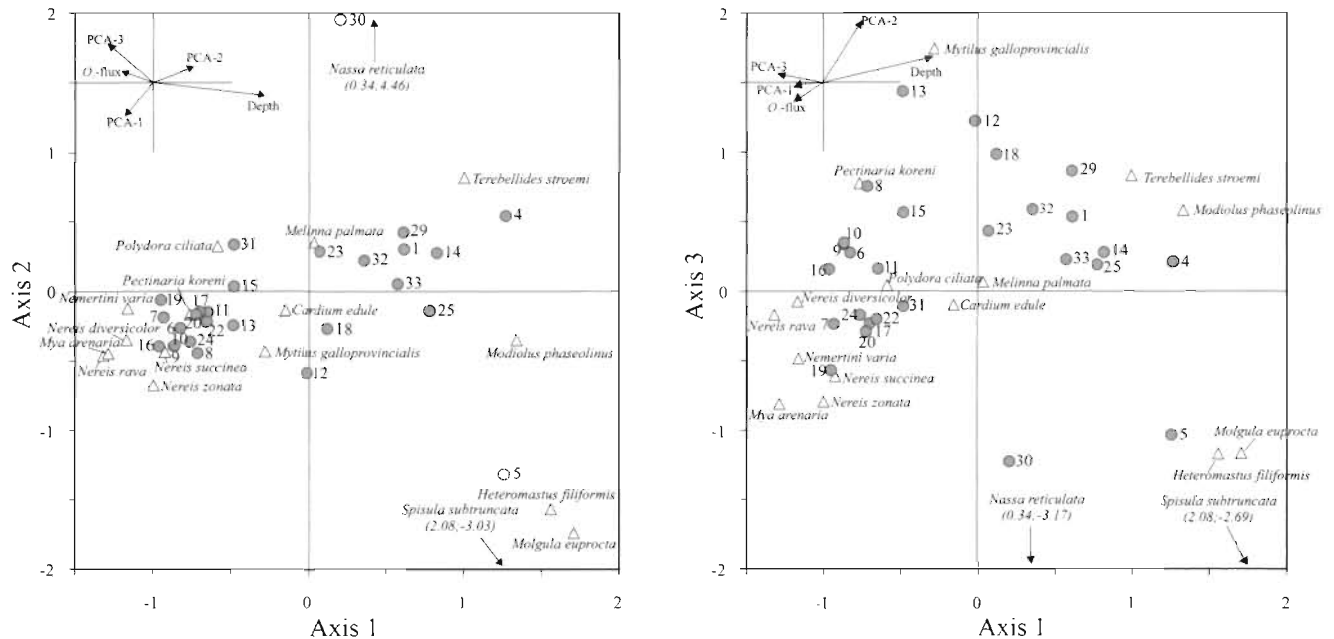 2
PCA-3
PCA-2
O.-flux
Depth
PCA-1
30
Nassa reticulata
(0.34,4.46)
1
Terebellides stroemi
4
Melinna palmata
29
Polydora ciliata
31
23
1
14
32
33
Pectinaria koreni
15
Nemertini varia
19
17
11
Cardium edule
25
0
7
Nereis diversicolor
6
20
10
22
13
18
Mya arenaria
16
9
24
8
Mytilus galloprovincialis
Modiolus phaseolinus
Nereis rava
Nereis succinea
12
Nereis zonata
-1
5
Heteromastus filiformis
Spisula subtruncata
(2.08;-3.03)
Molgula euprocta
-2
-1
0
1
2
Axis 1
Axis 2
2
PCA-2
Mytilus galloprovincialis
Depth
PCA-3
PCA-1
O.-flux
13
12
1
18
Pectinaria koreni
8
29
Terebellides stroemi
15
32
1
Modiolus phaseolinus
23
10
9
6
14
33
25
4
16
11
Polydora ciliata
Melinna palmata
0
Nereis diversicolor
31
Cardium edule
Nereis rava
7
24
22
17
20
Nemertini varia
19
Nereis succinea
Mya arenaria
Nereis zonata
-1
5
Molgula euprocta
30
Heteromastus filiformis
Nassa reticulata
(0.34;-3.17)
Spisula subtruncata
(2.08;-2.69)
-2
-1
0
1
2
Axis 1
Axis 3